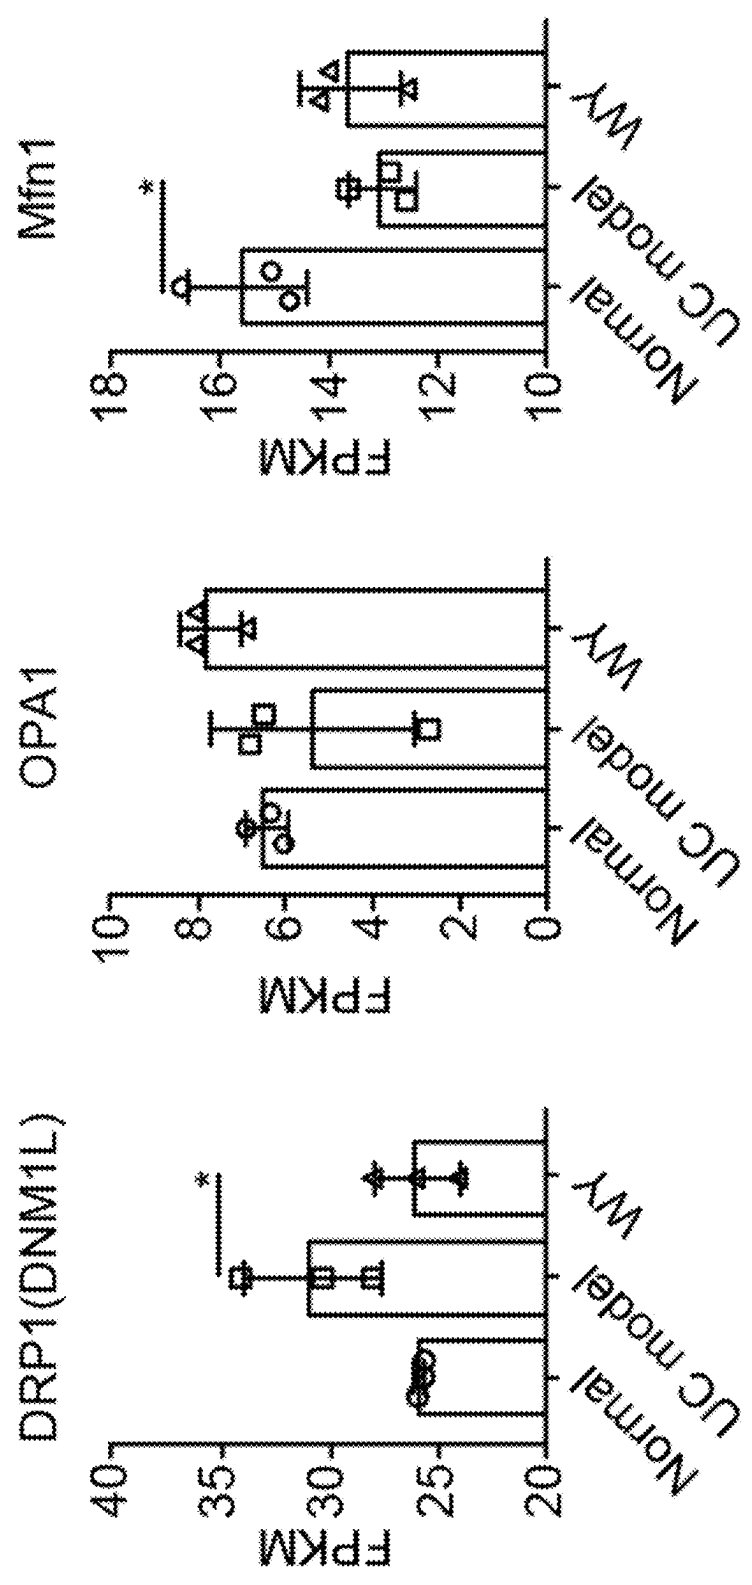 DRP1(DNM1L)
*
FPKM
40
35
30
25
20
Normal
UC model
WY
OPA1
FPKM
10
8
6
4
2
0
Normal
UC model
WY
Mfn1
*
FPKM
18
16
14
12
10
Normal
UC model
WY